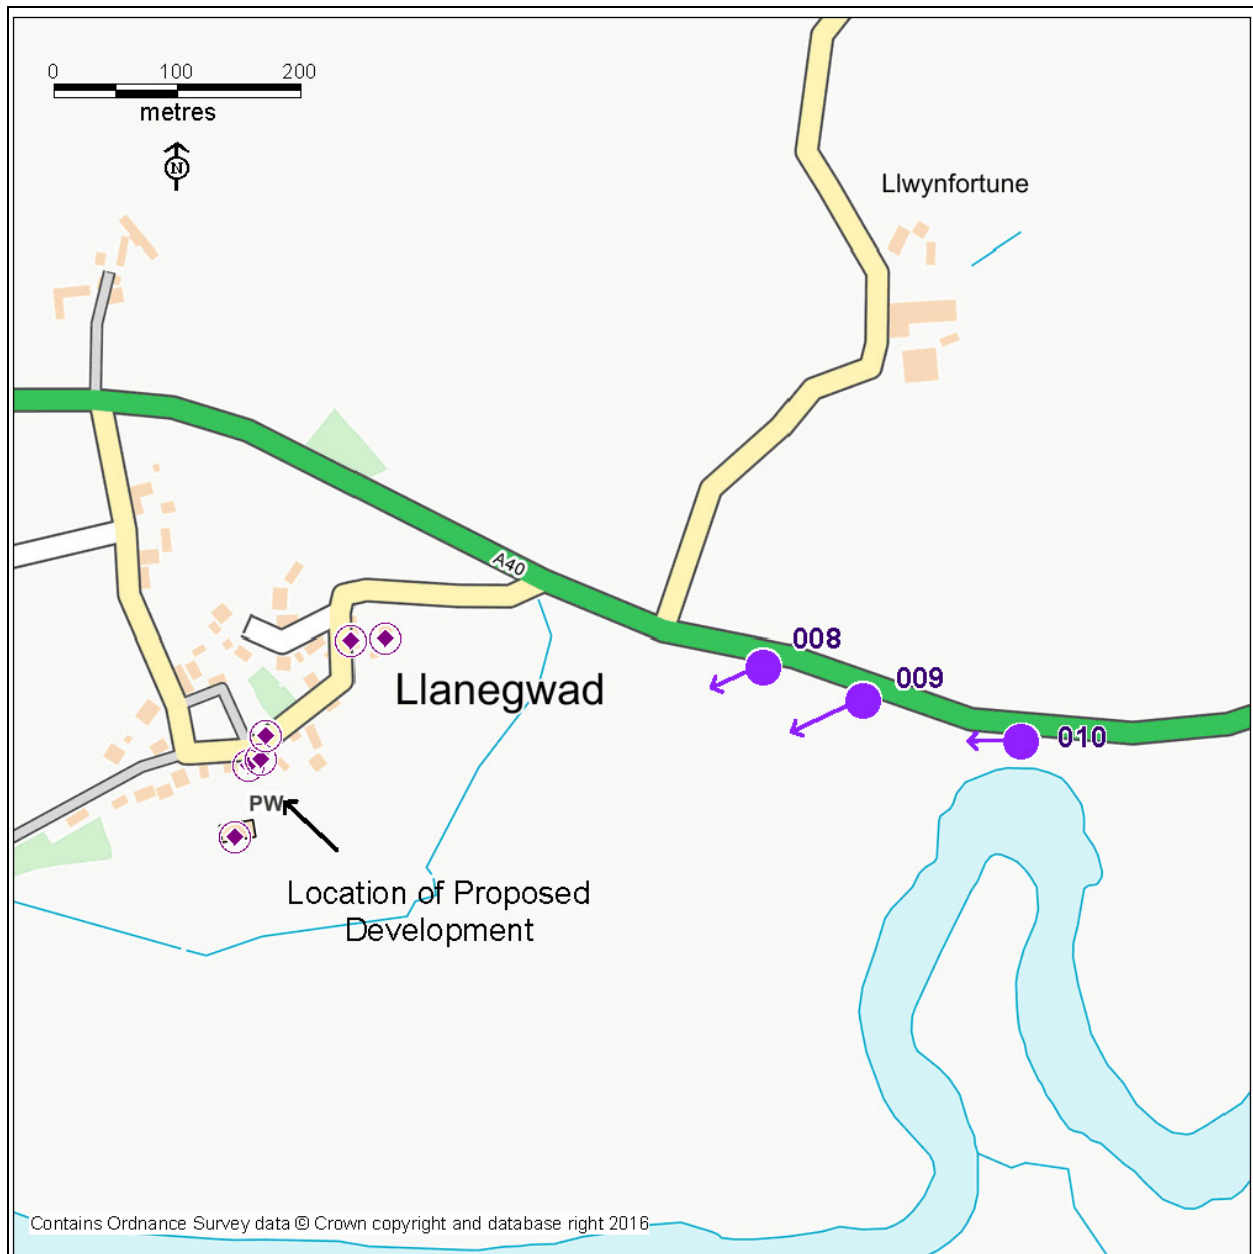 0 100 200
metres
N
Llwynfortune
A40
008
Llanegwad
009
010
PW
Location of Proposed
Development
Contains Ordnance Survey data © Crown copyright and database right 2016